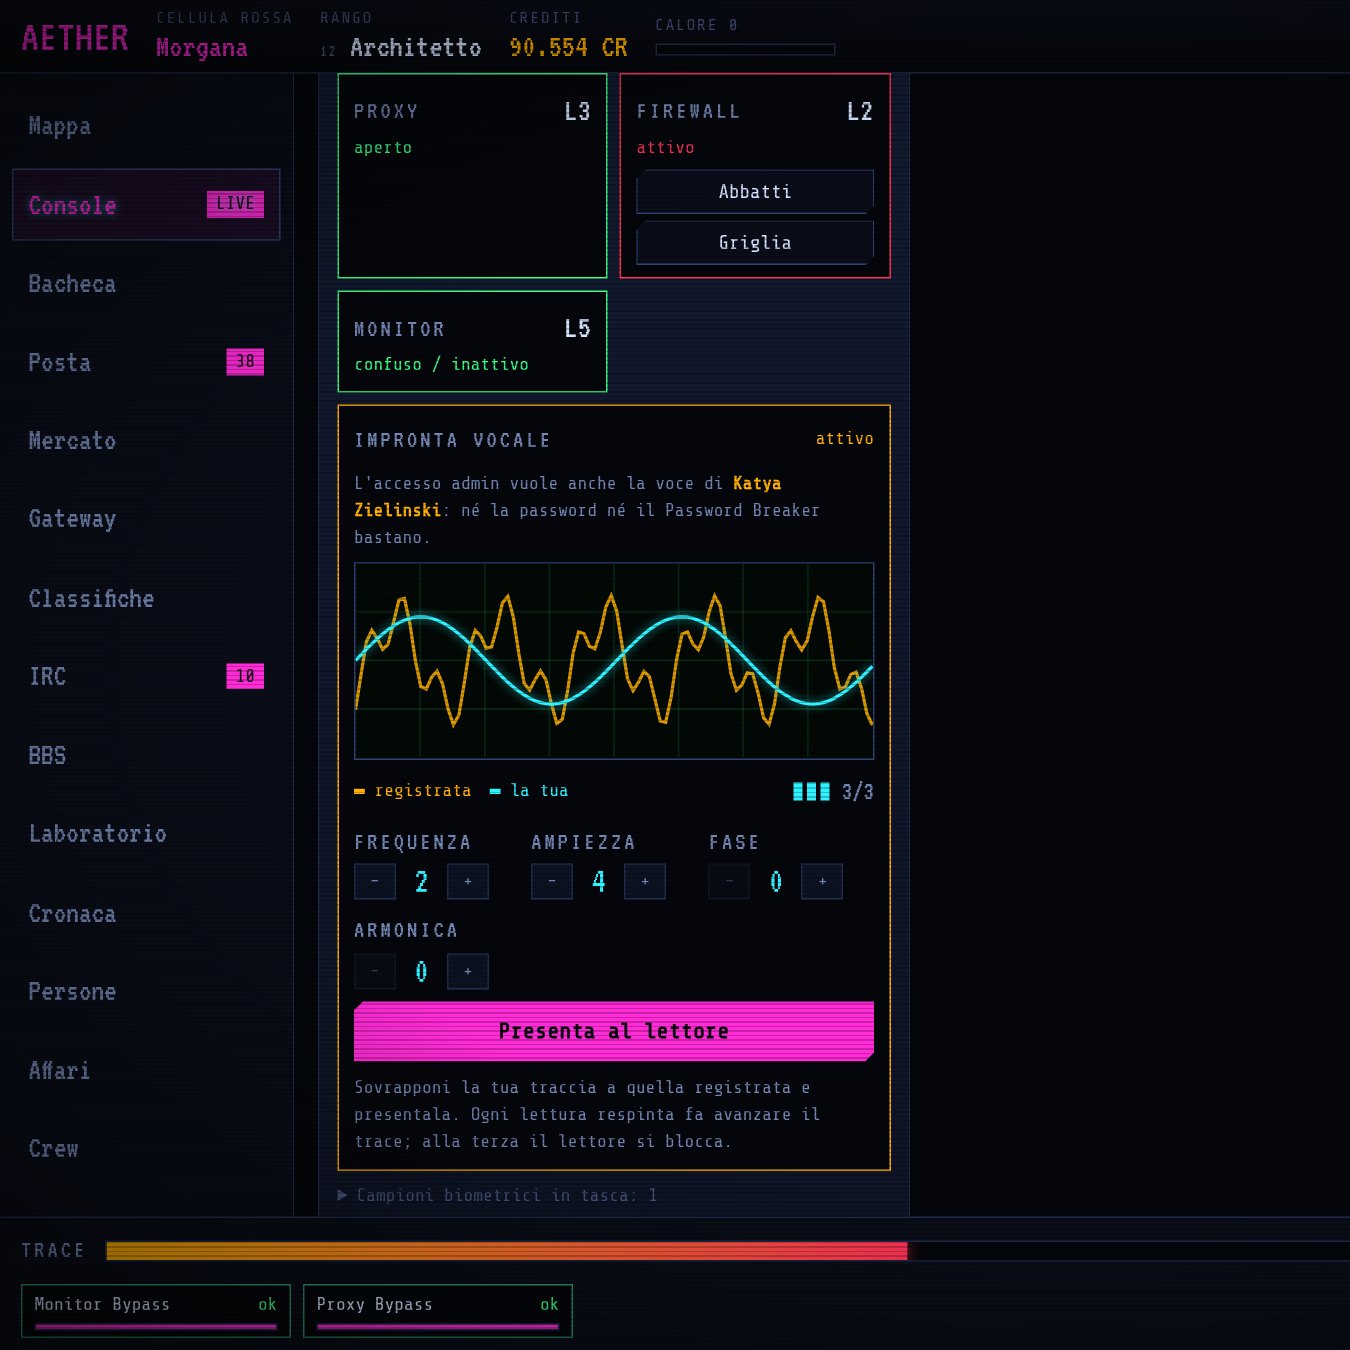 AETHER
CELLULA ROSSA
Morgana
RANGO
12 Architetto
CREDITI
90.554 CR
CALORE 0
Mappa
Console LIVE
Bacheca
Posta 38
Mercato
Gateway
Classifiche
IRC 10
BBS
Laboratorio
Cronaca
Persone
Affari
Crew
PROXY L3
aperto
FIREWALL L2
attivo
Abbatti
Griglia
MONITOR L5
confuso / inattivo
IMPRONTA VOCALE attivo
L'accesso admin vuole anche la voce di Katya
Zielinski: né la password né il Password Breaker
bastano.
registrata la tua 3/3
FREQUENZA
- 2 +
AMPIEZZA
- 4 +
FASE
- 0 +
ARMONICA
- 0 +
Presenta al lettore
Sovrapponi la tua traccia a quella registrata e
presentala. Ogni lettura respinta fa avanzare il
trace; alla terza il lettore si blocca.
▶ Campioni biometrici in tasca: 1
TRACE
Monitor Bypass ok
Proxy Bypass ok